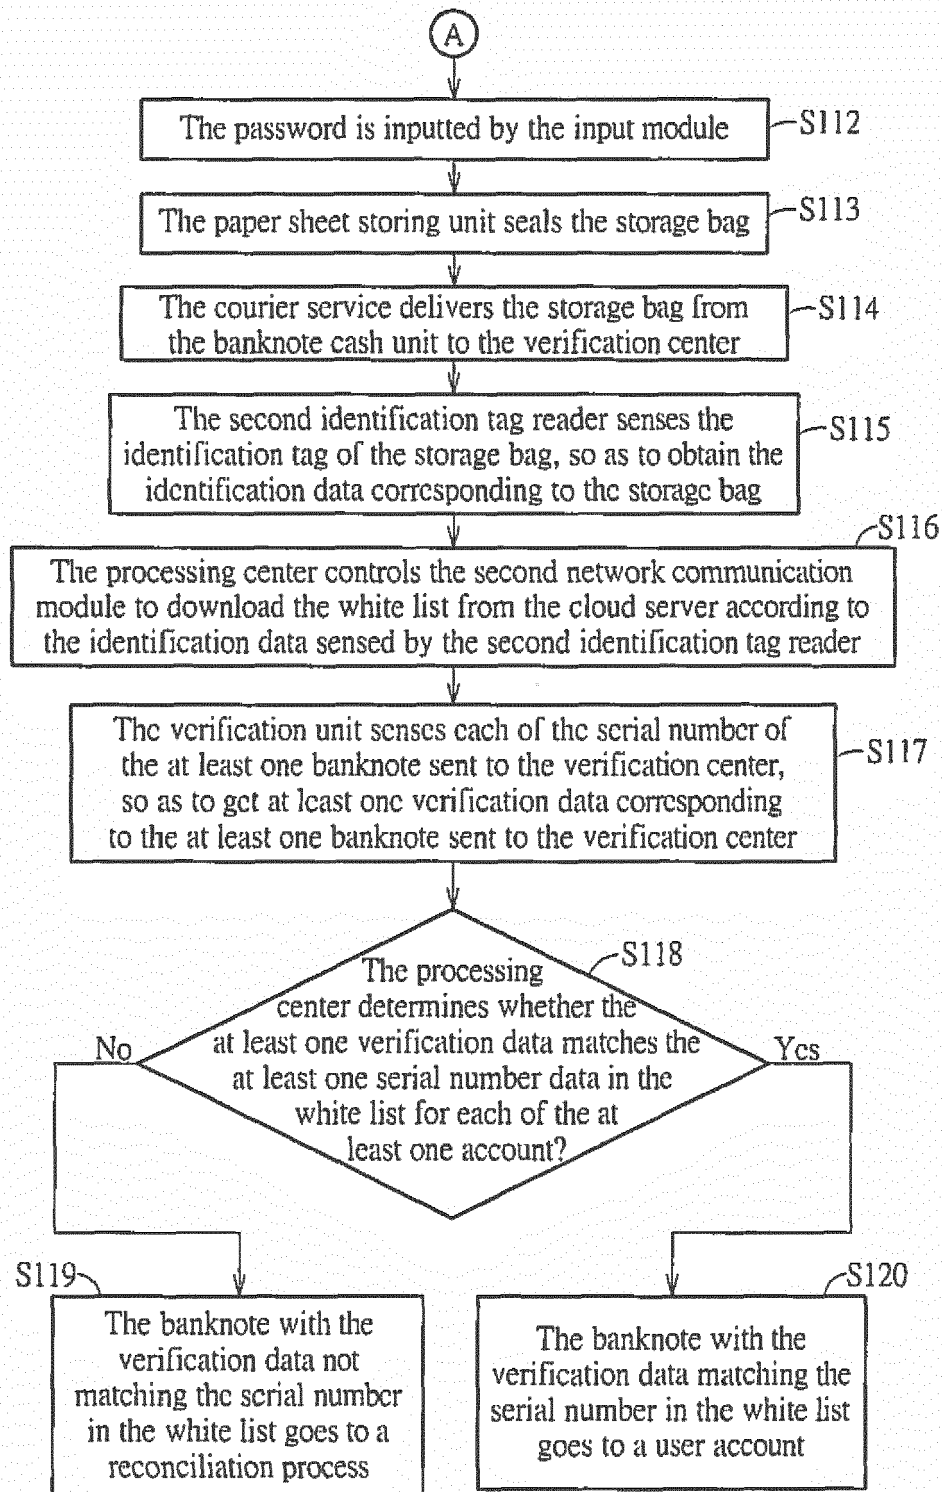 A
The password is inputted by the input module
S112
The paper sheet storing unit seals the storage bag
S113
The courier service delivers the storage bag from
the banknote cash unit to the verification center
S114
The second identification tag reader senses the
identification tag of the storage bag, so as to obtain the
identification data corresponding to the storage bag
S115
S116
The processing center controls the second network communication
module to download the white list from the cloud server according to
the identification data sensed by the second identification tag reader
The verification unit senses each of the serial number of
the at least one banknote sent to the verification center,
so as to get at least one verification data corresponding
to the at least one banknote sent to the verification center
S117
S118
The processing
center determines whether the
at least one verification data matches the
at least one serial number data in the
white list for each of the at
least one account?
No
Yes
S119
The banknote with the
verification data not
matching the serial number
in the white list goes to a
reconciliation process
S120
The banknote with the
verification data matching the
serial number in the white list
goes to a user account